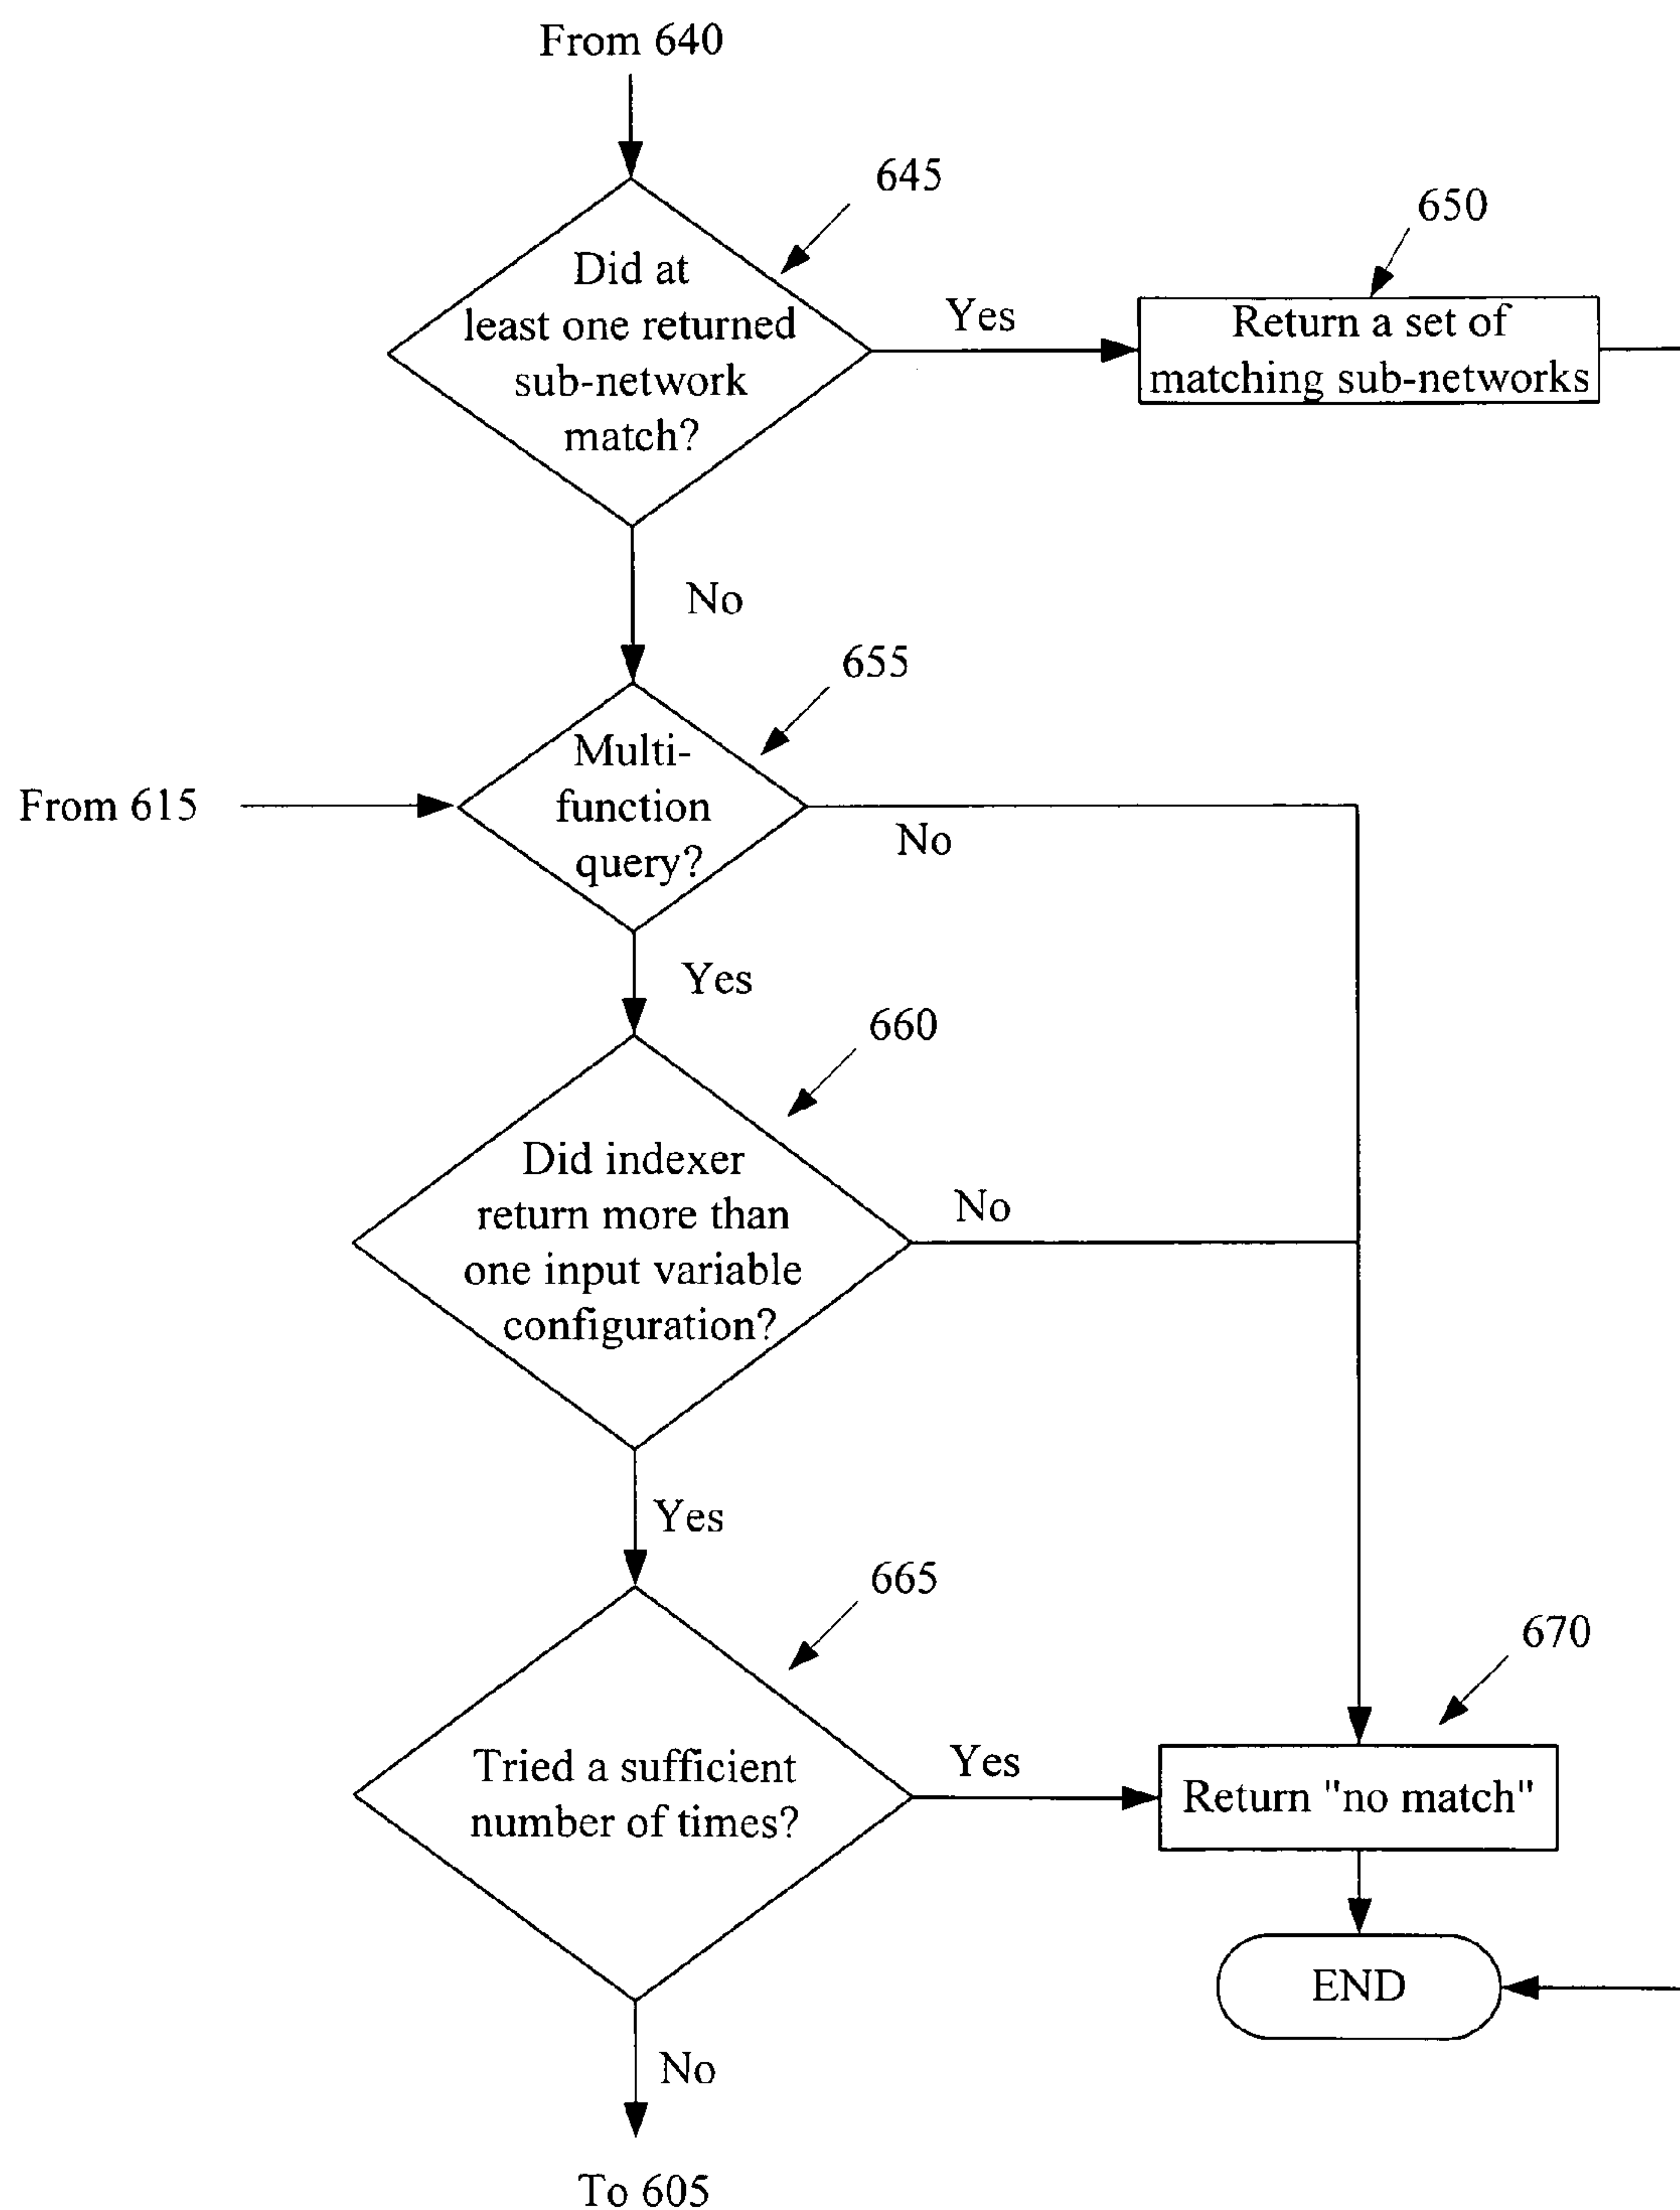 From 640
645
Did at
least one returned
sub-network
match?
Yes
650
Return a set of
matching sub-networks
No
655
From 615
Multi-
function
query?
No
Yes
660
Did indexer
return more than
one input variable
configuration?
No
Yes
665
Tried a sufficient
number of times?
Yes
670
Return "no match"
END
No
To 605